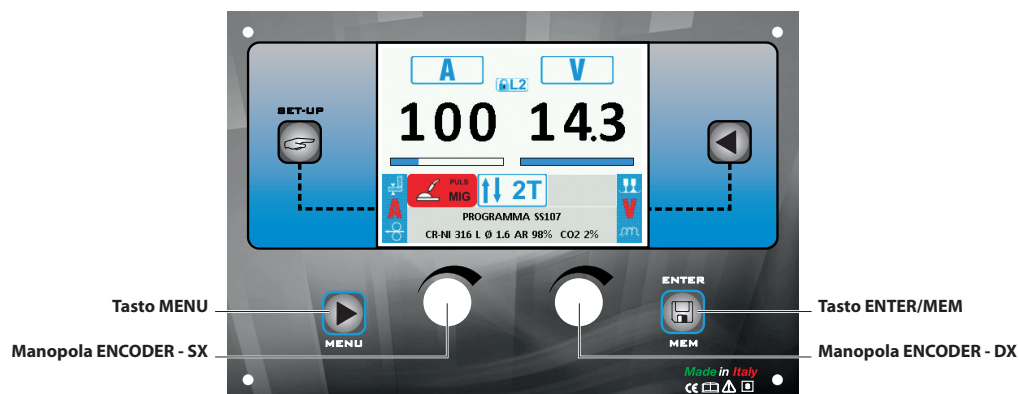 A V
L2
SET-UP
100 14.3
PULS
MIG
2T
A
V
PROGRAMMA SS107
CR-NI 316 L Ø 1.6 AR 98% CO2 2%
ENTER
Tasto MENU
Tasto ENTER/MEM
MENU
MEM
Manopola ENCODER - SX
Manopola ENCODER - DX
Made in Italy
CE